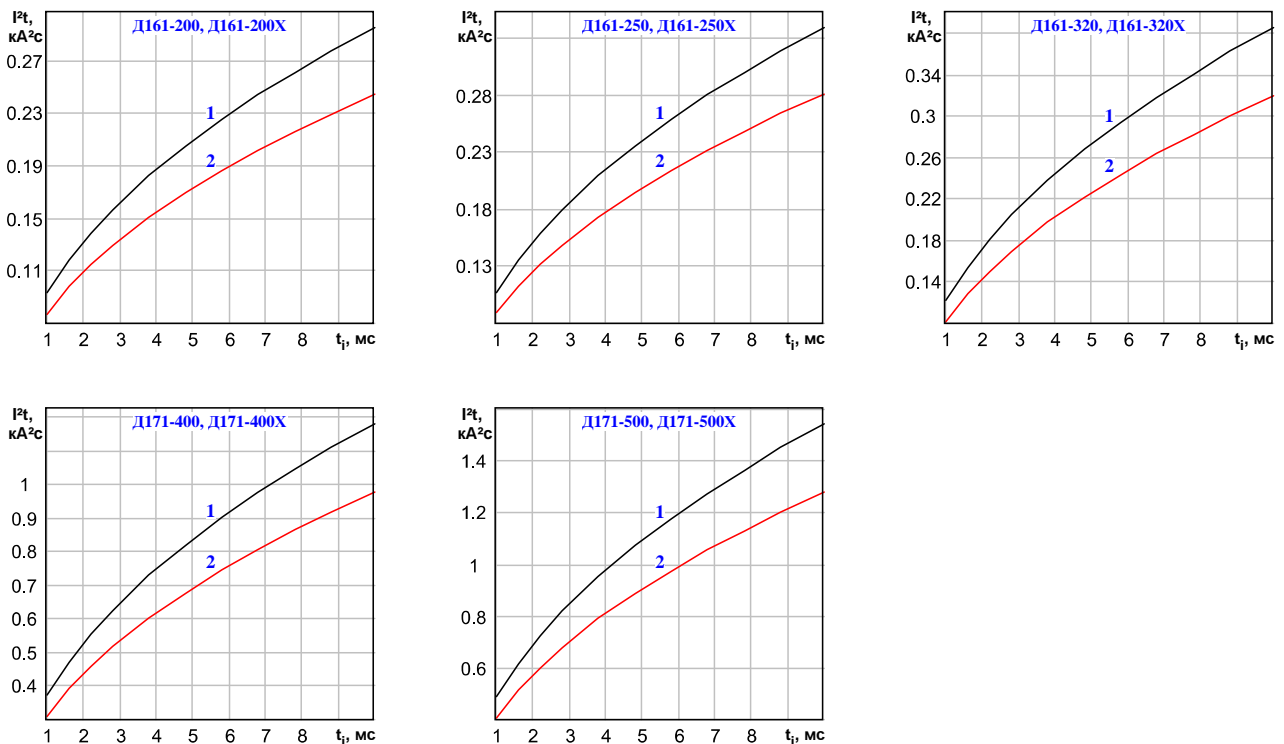 I²t,
кА²с
Д161-200, Д161-200Х
0.27
0.23
0.19
0.15
0.11
1
2
1 2 3 4 5 6 7 8 tᵢ, мс
I²t,
кА²с
Д161-250, Д161-250Х
0.28
0.23
0.18
0.13
1
2
1 2 3 4 5 6 7 8 tᵢ, мс
I²t,
кА²с
Д161-320, Д161-320Х
0.34
0.3
0.26
0.22
0.18
0.14
1
2
1 2 3 4 5 6 7 8 tᵢ, мс
I²t,
кА²с
Д171-400, Д171-400Х
1
0.9
0.8
0.7
0.6
0.5
0.4
1
2
1 2 3 4 5 6 7 8 tᵢ, мс
I²t,
кА²с
Д171-500, Д171-500Х
1.4
1.2
1
0.8
0.6
1
2
1 2 3 4 5 6 7 8 tᵢ, мс